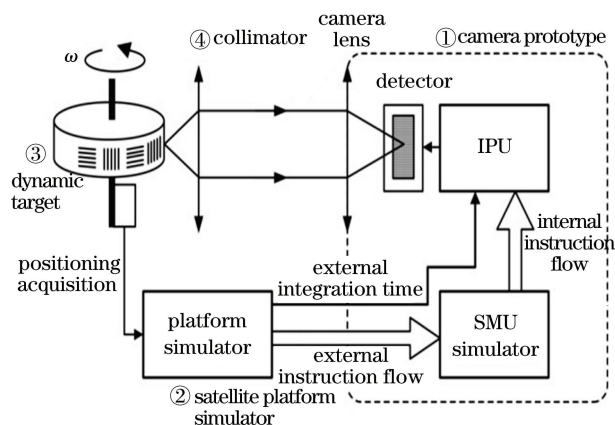 ④ collimator
camera
lens
① camera prototype
ω
detector
IPU
③
dynamic
target
positioning
acquisition
external
integration time
internal
instruction
flow
platform
simulator
SMU
simulator
external
instruction flow
② satellite platform
simulator